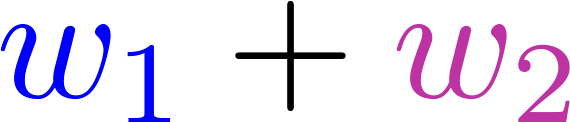 w₁ + w₂